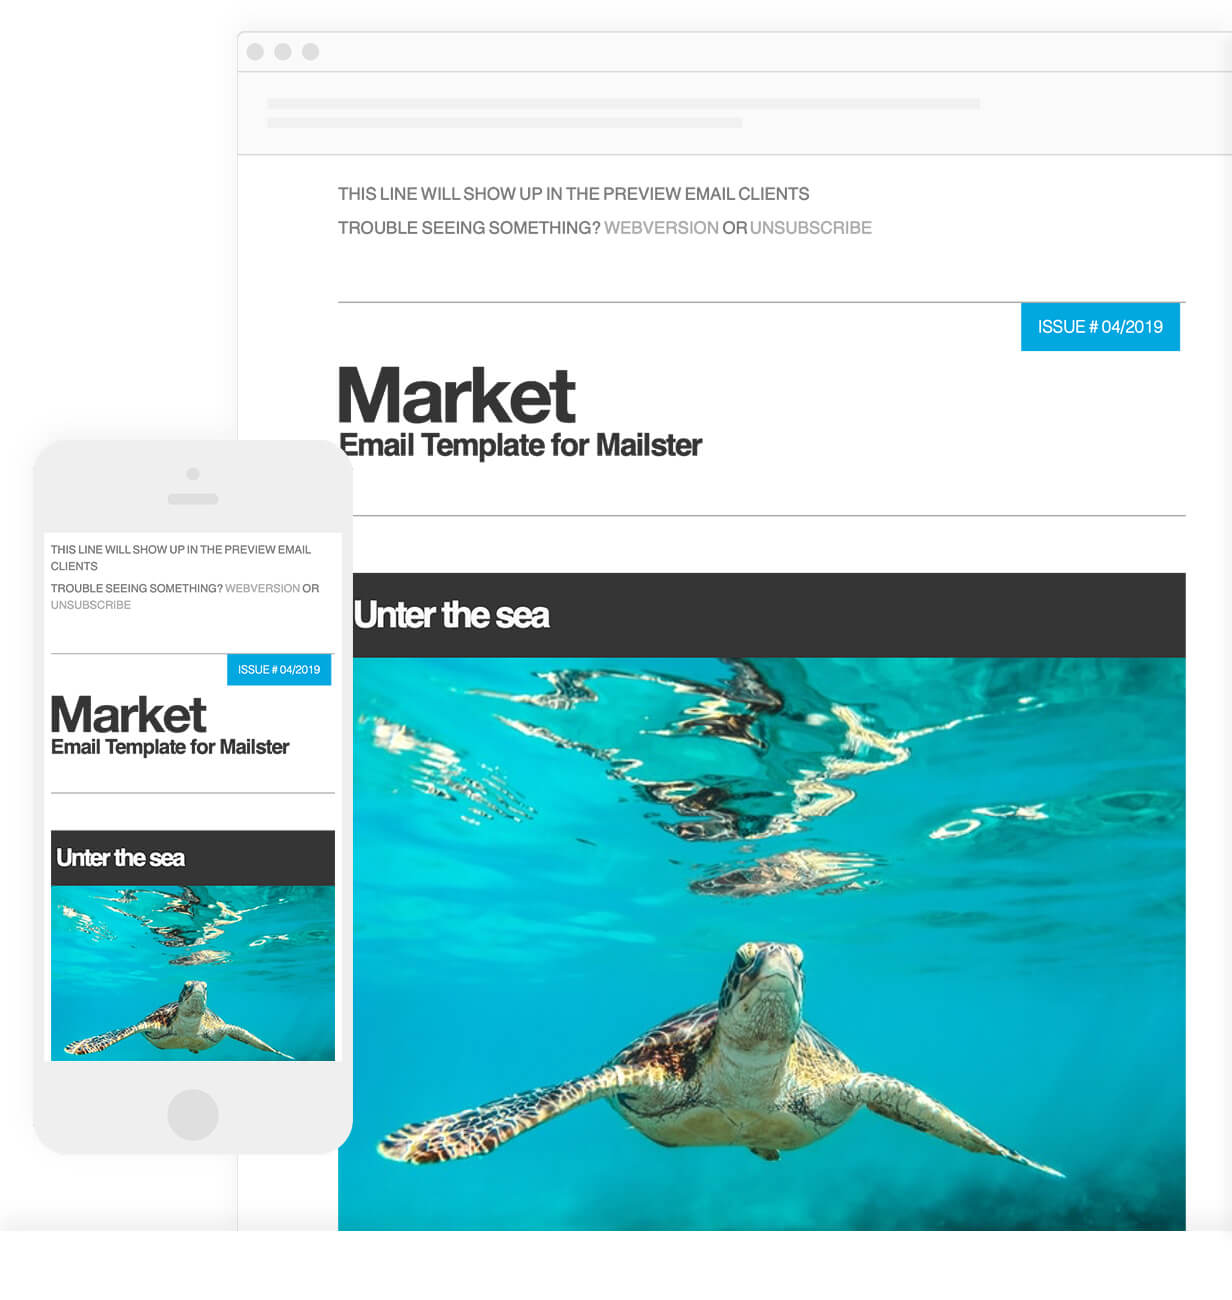 THIS LINE WILL SHOW UP IN THE PREVIEW EMAIL CLIENTS
TROUBLE SEEING SOMETHING? WEBVERSION OR UNSUBSCRIBE
ISSUE # 04/2019
Market
Email Template for Mailster
Unter the sea
THIS LINE WILL SHOW UP IN THE PREVIEW EMAIL
CLIENTS
TROUBLE SEEING SOMETHING? WEBVERSION OR
UNSUBSCRIBE
ISSUE # 04/2019
Market
Email Template for Mailster
Unter the sea